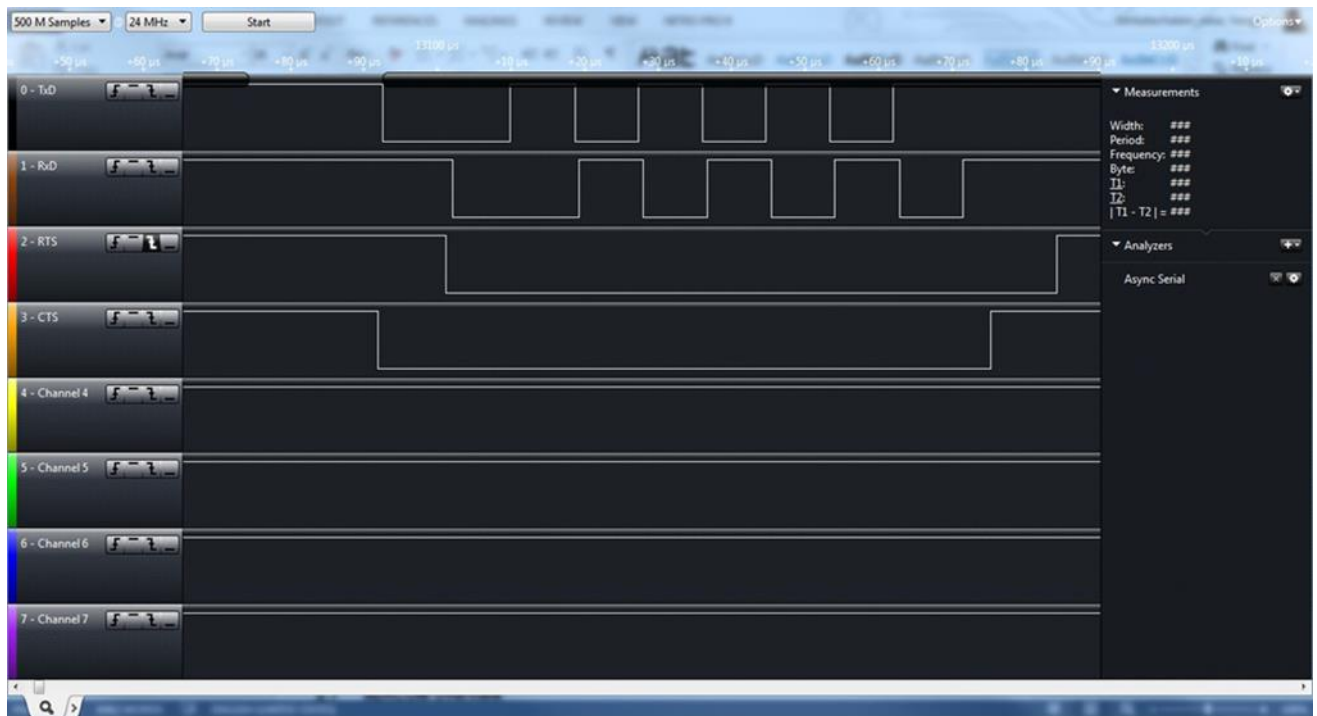 500 M Samples 24 MHz Start Options
13100 µs 13200 µs
+50 µs +60 µs +70 µs +80 µs +90 µs +10 µs +20 µs +30 µs +40 µs +50 µs +60 µs +70 µs +80 µs +90 µs +10 µs
0 - TxD
1 - RxD
2 - RTS
3 - CTS
4 - Channel 4
5 - Channel 5
6 - Channel 6
7 - Channel 7
Measurements
Width: ###
Period: ###
Frequency: ###
Byte: ###
T1: ###
T2: ###
| T1 - T2 | = ###
Analyzers
Async Serial